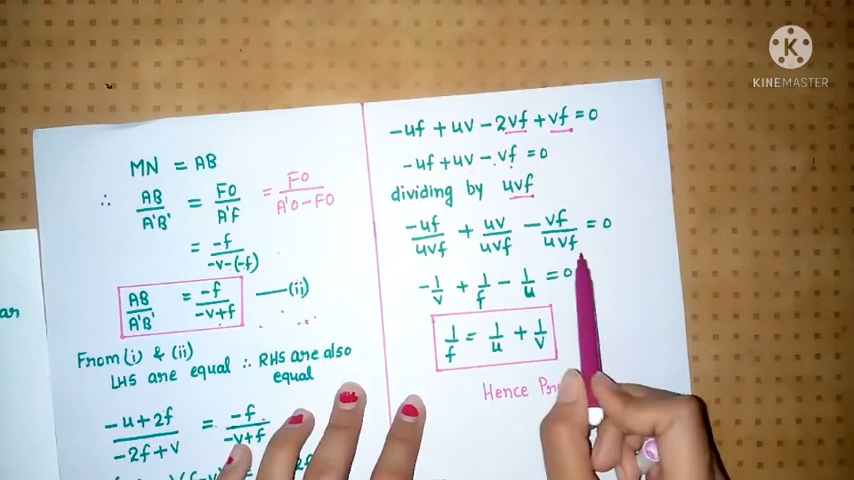 MN = AB
∴ AB/A'B' = FO/A'F = FO/A'O-FO
= -f/-v-(-f)
AB/A'B' = -f/-v+f —(ii)
From (i) & (ii)
LHS are equal ∴ RHS are also
equal
-u+2f/-2f+v = -f/-v+f
-uf + uv - 2vf + vf = 0
-uf + uv - vf = 0
dividing by uvf
-uf/uvf + uv/uvf - vf/uvf = 0
-1/v + 1/f - 1/u = 0
1/f = 1/u + 1/v
Hence
K
KINEMASTER